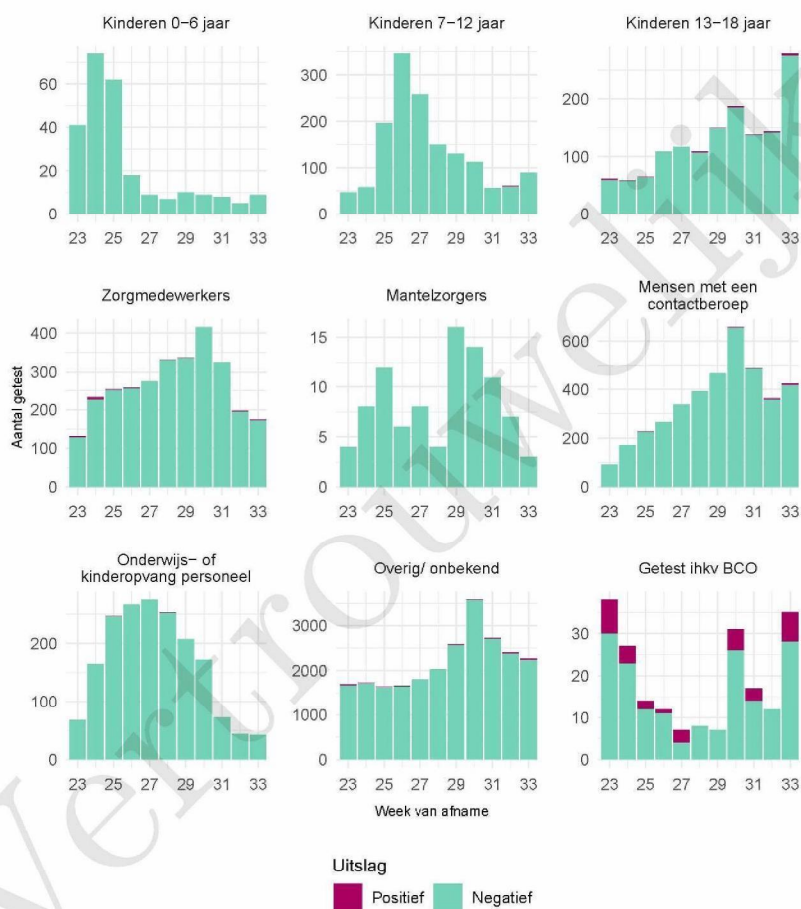 Kinderen 0−6 jaar
Kinderen 7−12 jaar
Kinderen 13−18 jaar
60
40
20
0
23 25 27 29 31 33
300
200
100
0
23 25 27 29 31 33
200
100
0
23 25 27 29 31 33
Zorgmedewerkers
Mantelzorgers
Mensen met een
contactberoep
Aantal getest
400
300
200
100
0
23 25 27 29 31 33
15
10
5
0
23 25 27 29 31 33
600
400
200
0
23 25 27 29 31 33
Onderwijs− of
kinderopvang personeel
Overig/ onbekend
Getest ihkv BCO
200
100
0
23 25 27 29 31 33
3000
2000
1000
0
23 25 27 29 31 33
30
20
10
0
23 25 27 29 31 33
Week van afname
Uitslag
Positief Negatief
Vertrouwelijk